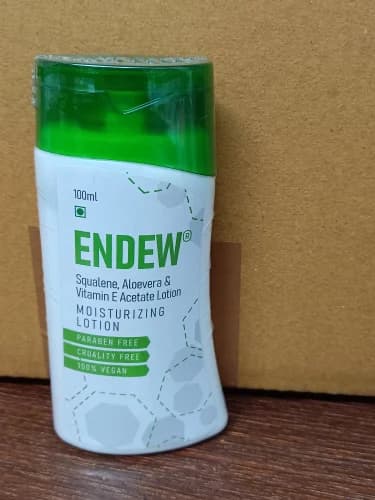 100ml
ENDEW®
Squalene, Aloevera &
Vitamin E Acetate Lotion
MOISTURIZING
LOTION
PARABEN FREE
CRUALITY FREE
100% VEGAN